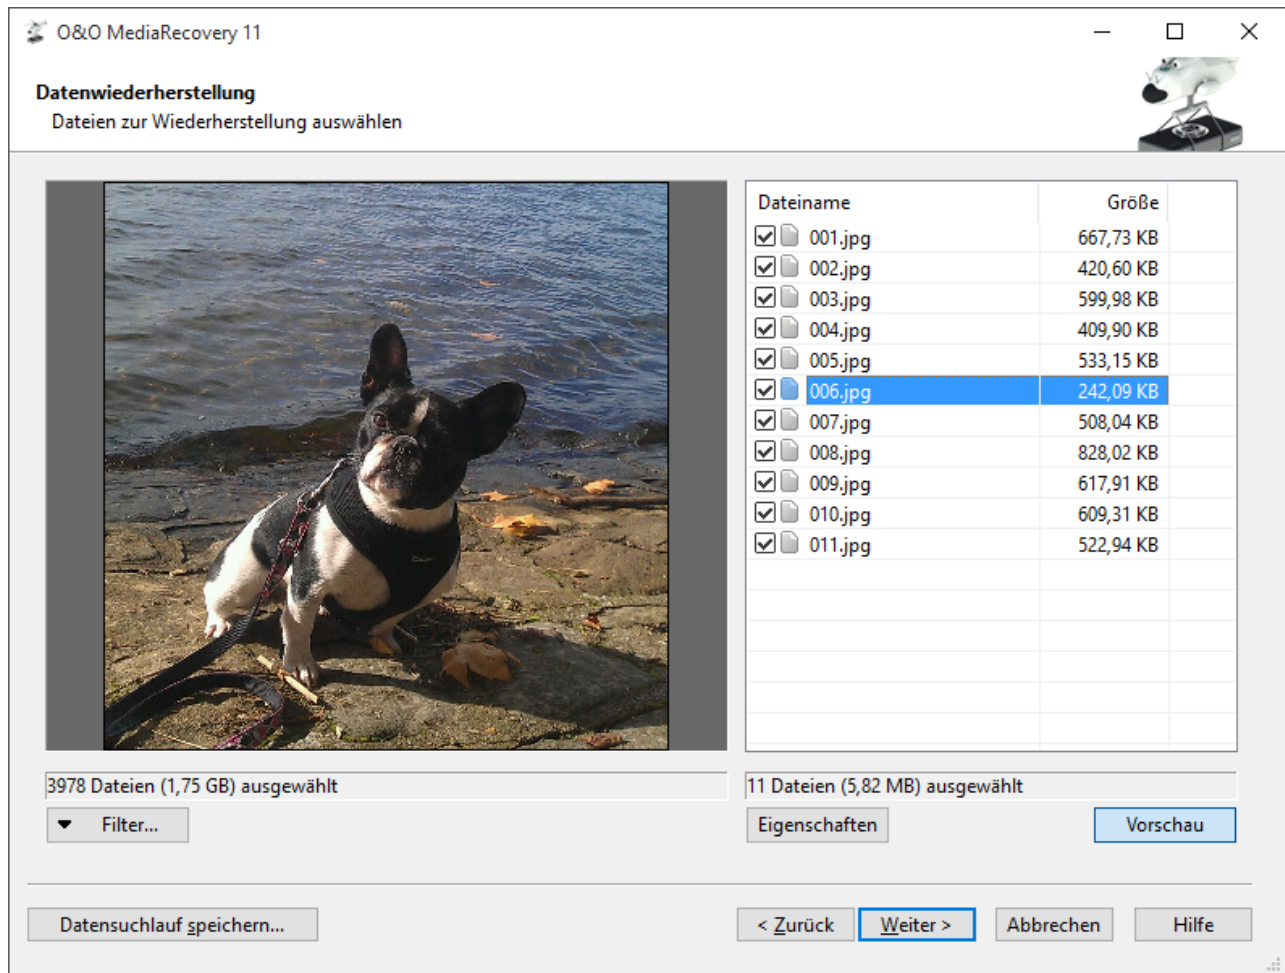 O&O MediaRecovery 11
Datenwiederherstellung
Dateien zur Wiederherstellung auswählen
Dateiname Größe
001.jpg 667,73 KB
002.jpg 420,60 KB
003.jpg 599,98 KB
004.jpg 409,90 KB
005.jpg 533,15 KB
006.jpg 242,09 KB
007.jpg 508,04 KB
008.jpg 828,02 KB
009.jpg 617,91 KB
010.jpg 609,31 KB
011.jpg 522,94 KB
3978 Dateien (1,75 GB) ausgewählt
11 Dateien (5,82 MB) ausgewählt
Filter...
Eigenschaften
Vorschau
Datensuchlauf speichern...
< Zurück
Weiter >
Abbrechen
Hilfe